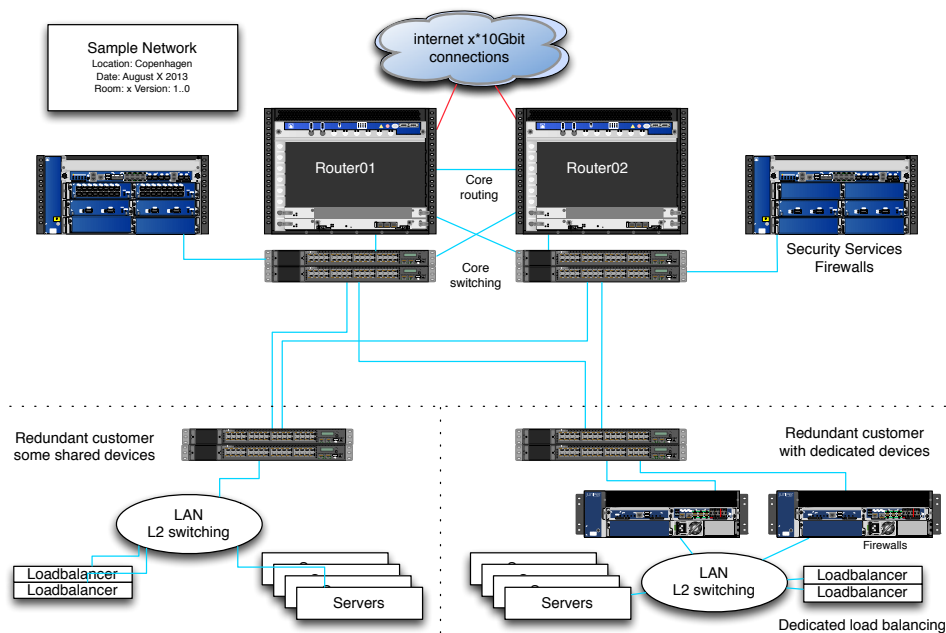 Sample Network
Location: Copenhagen
Date: August X 2013
Room: x Version: 1..0
internet x*10Gbit
connections
Router01
Router02
Core
routing
Security Services
Firewalls
Core
switching
Redundant customer
some shared devices
Redundant customer
with dedicated devices
LAN
L2 switching
Firewalls
Loadbalancer
Loadbalancer
Servers
Servers
LAN
L2 switching
Loadbalancer
Loadbalancer
Dedicated load balancing